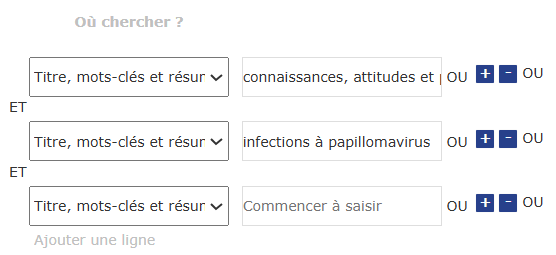 Où chercher ?
Titre, mots-clés et résur connaissances, attitudes et p OU + - OU
ET
Titre, mots-clés et résur infections à papillomavirus OU + - OU
ET
Titre, mots-clés et résur Commencer à saisir OU + - OU
Ajouter une ligne